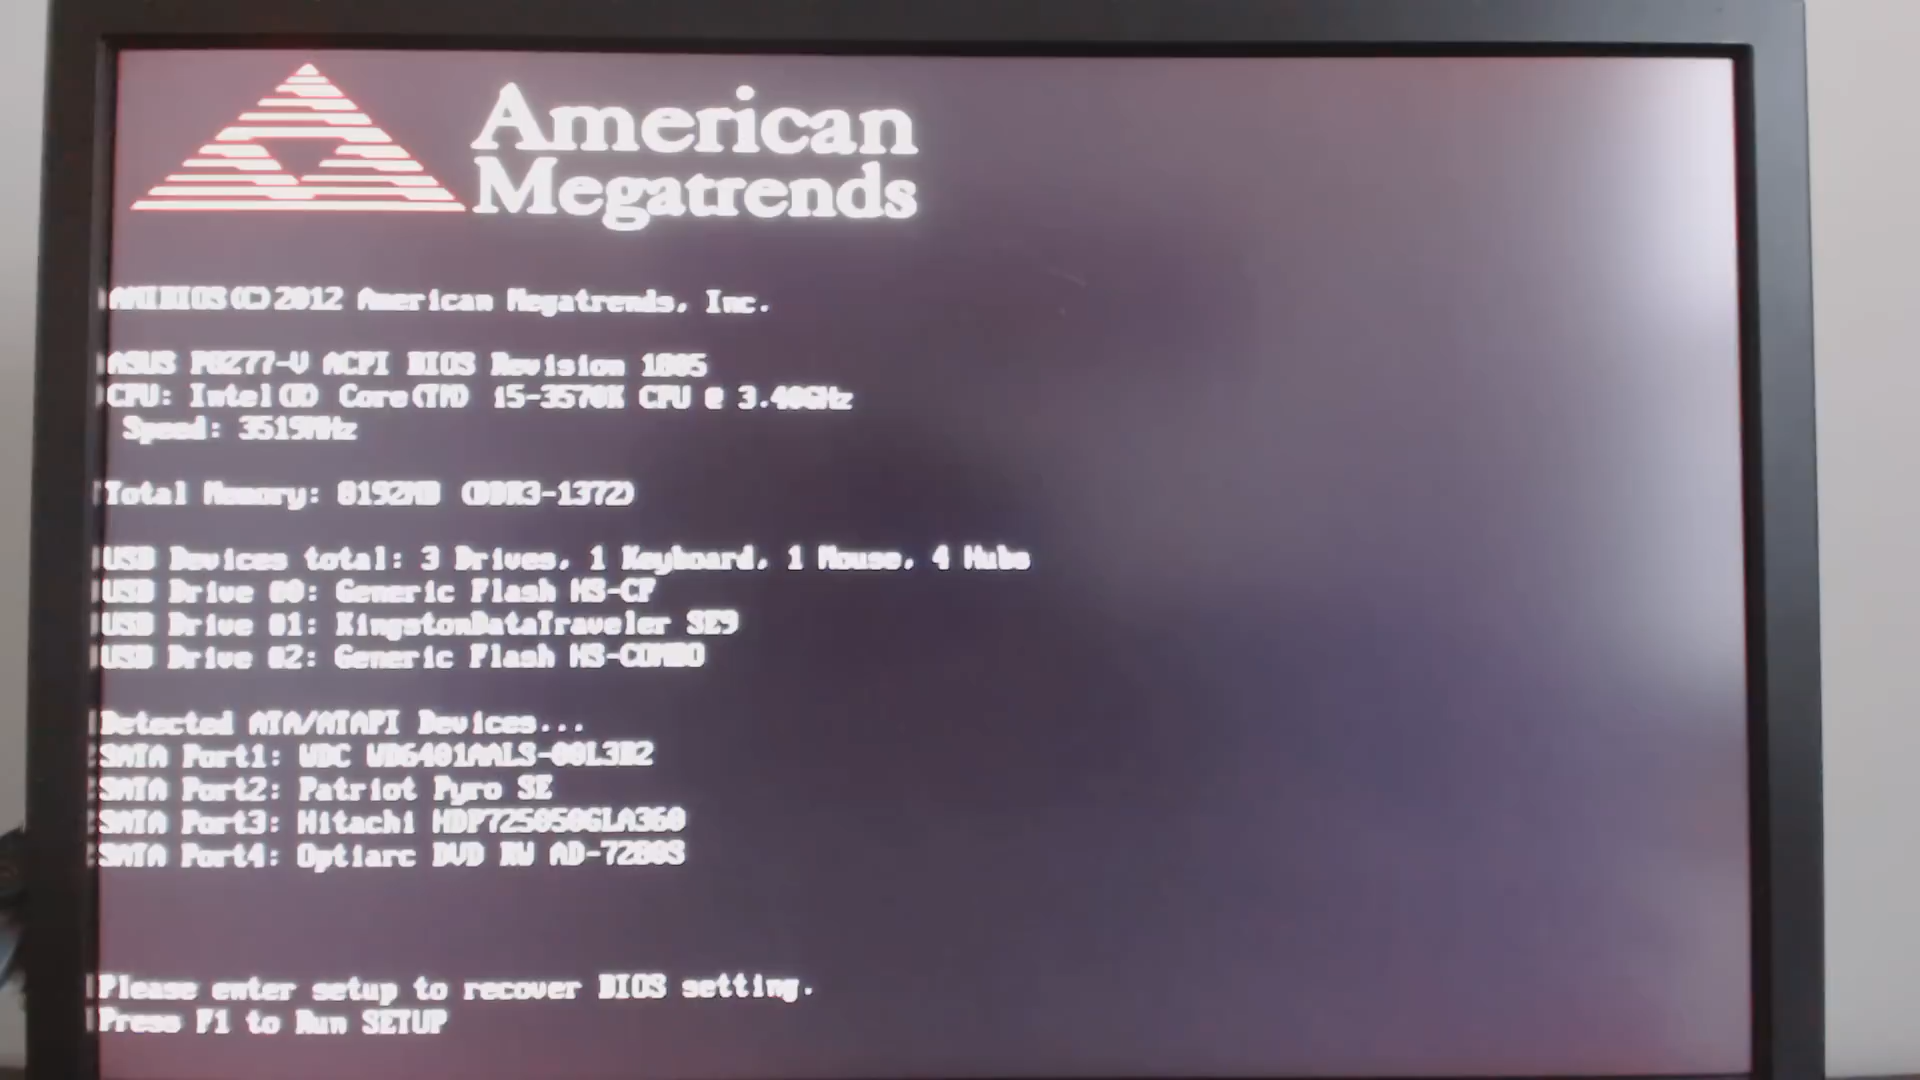 American
Megatrends
AMIBIOS(C)2012 American Megatrends, Inc.
ASUS P8Z77-V ACPI BIOS Revision 1805
CPU: Intel(R) Core(TM) i5-3570K CPU @ 3.40GHz
Speed: 3519MHz
Total Memory: 8192MB (DDR3-1372)
USB Devices total: 3 Drives, 1 Keyboard, 1 Mouse, 4 Hubs
USB Drive #0: Generic Flash HS-CF
USB Drive #1: KingstonDataTraveler SE9
USB Drive #2: Generic Flash HS-COMBO
Detected ATA/ATAPI Devices...
SATA Port1: WDC WD6401AALS-00L3B2
SATA Port2: Patriot Pyro SE
SATA Port3: Hitachi HDP725050GLA360
SATA Port4: Optiarc DVD RW AD-7280S
Please enter setup to recover BIOS setting.
Press F1 to Run SETUP